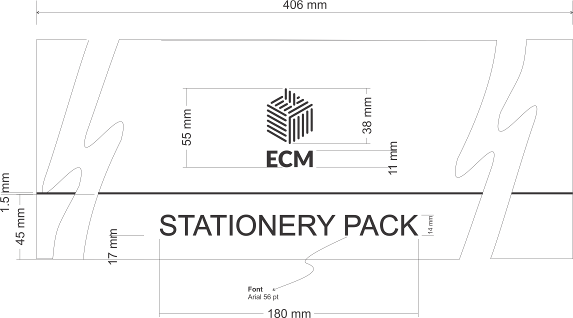 406 mm
55 mm
38 mm
ECM
11 mm
1.5 mm
45 mm
STATIONERY PACK
14 mm
17 mm
Font
Arial 56 pt
180 mm